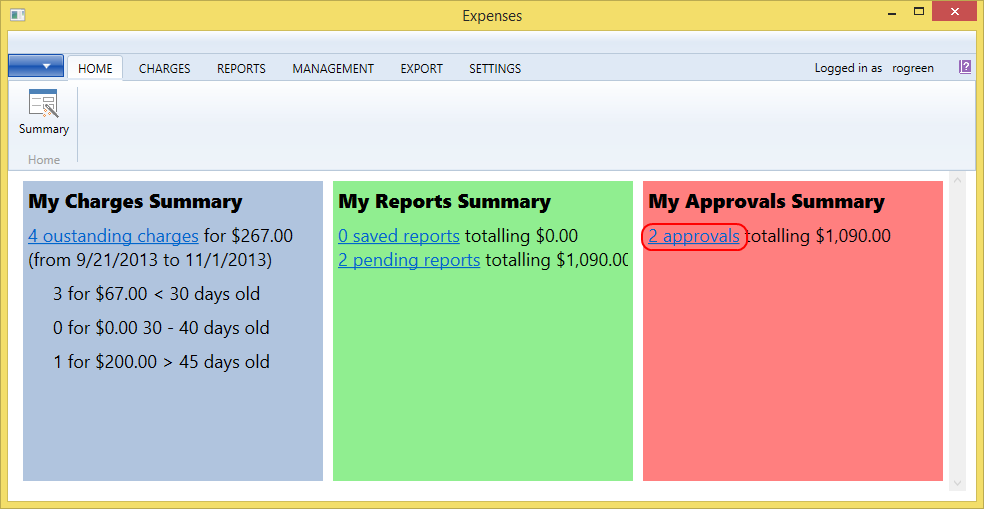 Expenses
HOME CHARGES REPORTS MANAGEMENT EXPORT SETTINGS Logged in as rogreen ?
Summary
Home
My Charges Summary
4 oustanding charges for $267.00
(from 9/21/2013 to 11/1/2013)
3 for $67.00 < 30 days old
0 for $0.00 30 - 40 days old
1 for $200.00 > 45 days old
My Reports Summary
0 saved reports totalling $0.00
2 pending reports totalling $1,090.00
My Approvals Summary
2 approvals totalling $1,090.00